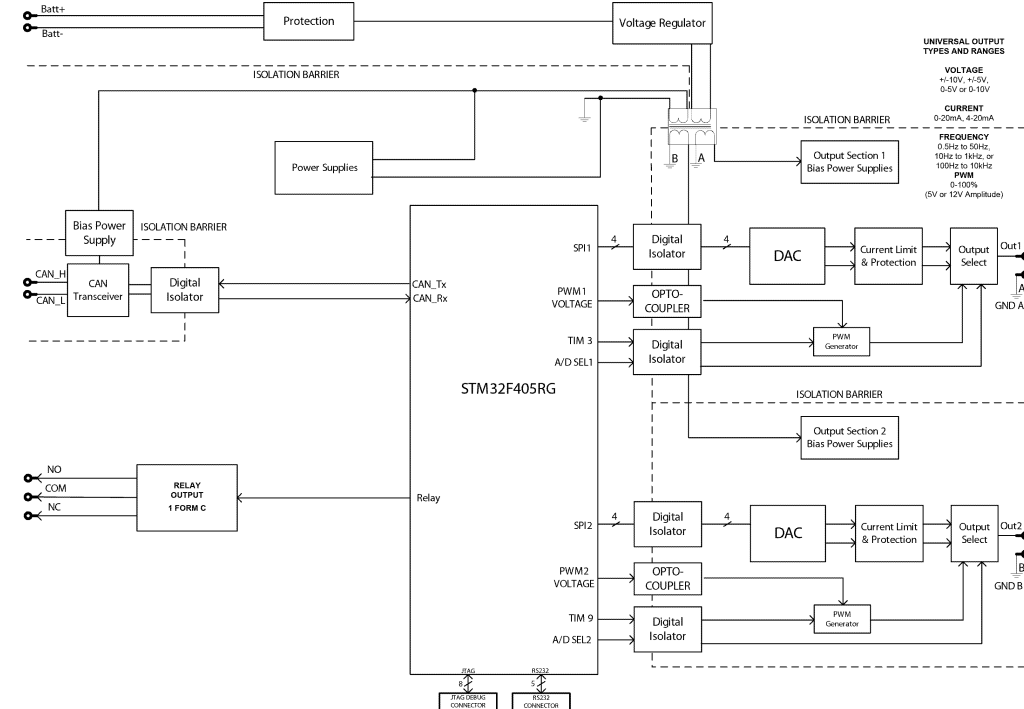 Batt+
Batt-
Protection
Voltage Regulator
UNIVERSAL OUTPUT
TYPES AND RANGES
VOLTAGE
+/-10V, +/-5V,
0-5V or 0-10V
CURRENT
0-20mA, 4-20mA
FREQUENCY
0.5Hz to 50Hz,
10Hz to 1kHz, or
100Hz to 10kHz
PWM
0-100%
(5V or 12V Amplitude)
ISOLATION BARRIER
ISOLATION BARRIER
B
A
Power Supplies
Output Section 1
Bias Power Supplies
Bias Power
Supply
ISOLATION BARRIER
CAN_H
CAN_L
CAN
Transceiver
Digital
Isolator
CAN_Tx
CAN_Rx
SPI1
4
Digital
Isolator
4
DAC
Current Limit
& Protection
Output
Select
Out1
A
GND A
PWM1
VOLTAGE
OPTO-
COUPLER
TIM 3
A/D SEL1
Digital
Isolator
PWM
Generator
STM32F405RG
ISOLATION BARRIER
Output Section 2
Bias Power Supplies
NO
COM
NC
RELAY
OUTPUT
1 FORM C
Relay
SPI2
4
Digital
Isolator
4
DAC
Current Limit
& Protection
Output
Select
Out2
B
GND B
PWM2
VOLTAGE
OPTO-
COUPLER
TIM 9
A/D SEL2
Digital
Isolator
PWM
Generator
JTAG
RS232
8
5
JTAG DEBUG
CONNECTOR
RS232
CONNECTOR